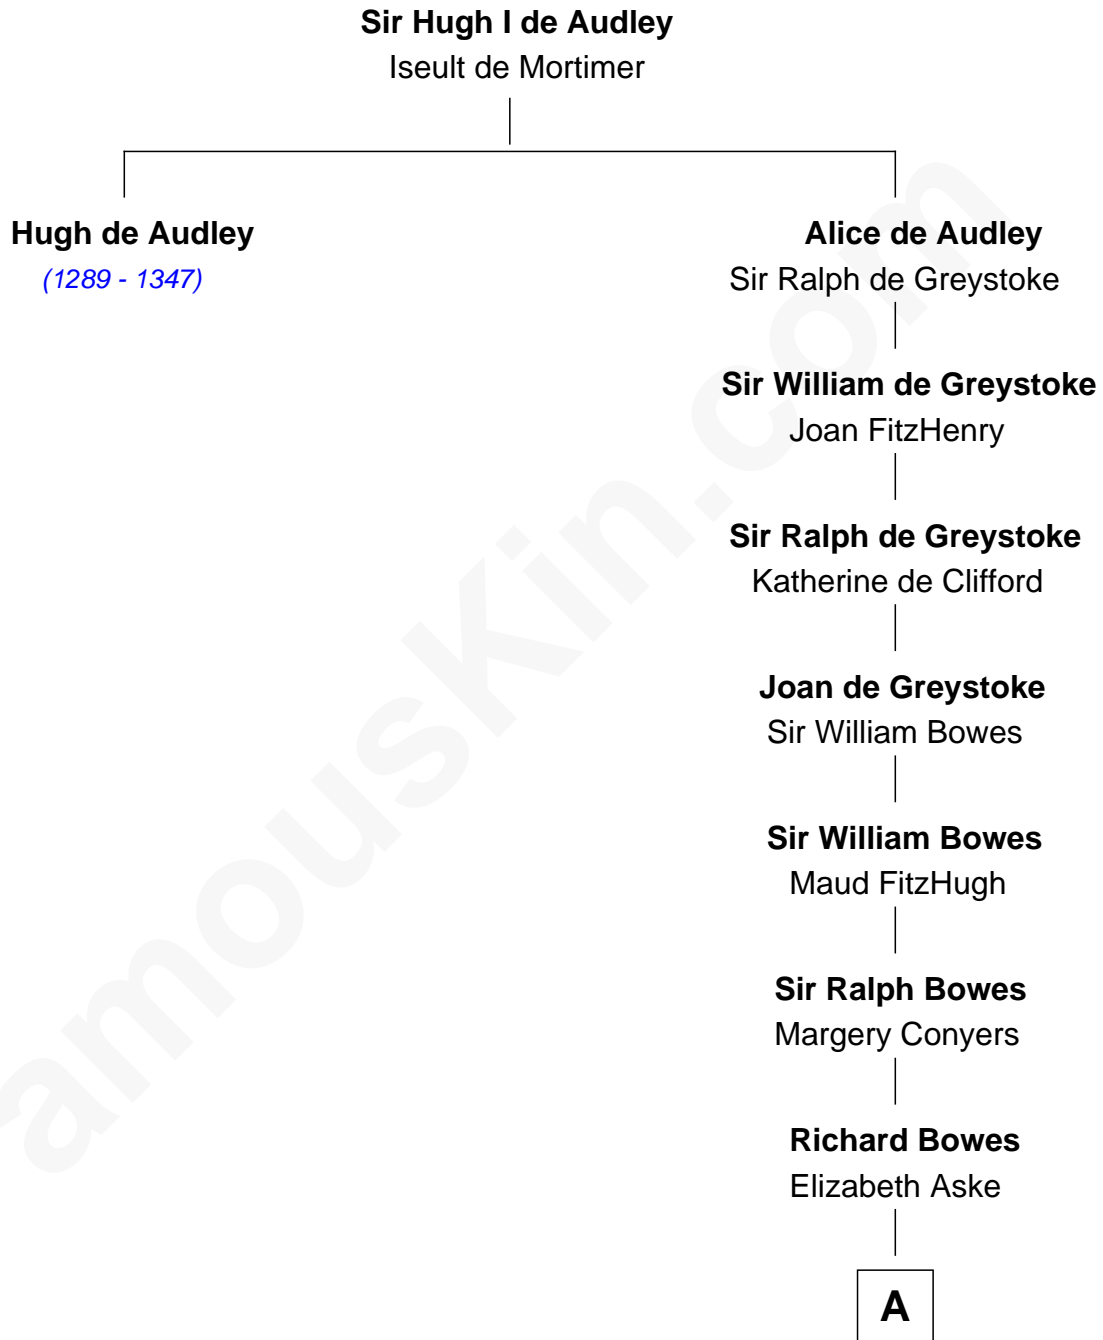 Sir Hugh I de Audley
Iseult de Mortimer
Hugh de Audley
(1289 - 1347)
Alice de Audley
Sir Ralph de Greystoke
Sir William de Greystoke
Joan FitzHenry
Sir Ralph de Greystoke
Katherine de Clifford
Joan de Greystoke
Sir William Bowes
Sir William Bowes
Maud FitzHugh
Sir Ralph Bowes
Margery Conyers
Richard Bowes
Elizabeth Aske
A
amousKin.com